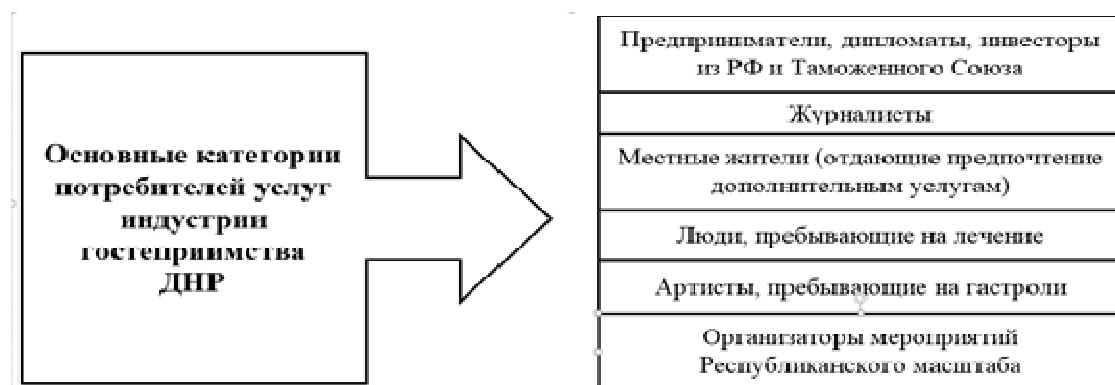 Основные категории
потребителей услуг
индустрии
гостеприимства
ДНР
Предприниматели, дипломаты, инвесторы
из РФ и Таможенного Союза
Журналисты
Местные жители (отдающие предпочтение
дополнительным услугам)
Люди, пребывающие на лечение
Артисты, пребывающие на гастроли
Организаторы мероприятий
Республиканского масштаба